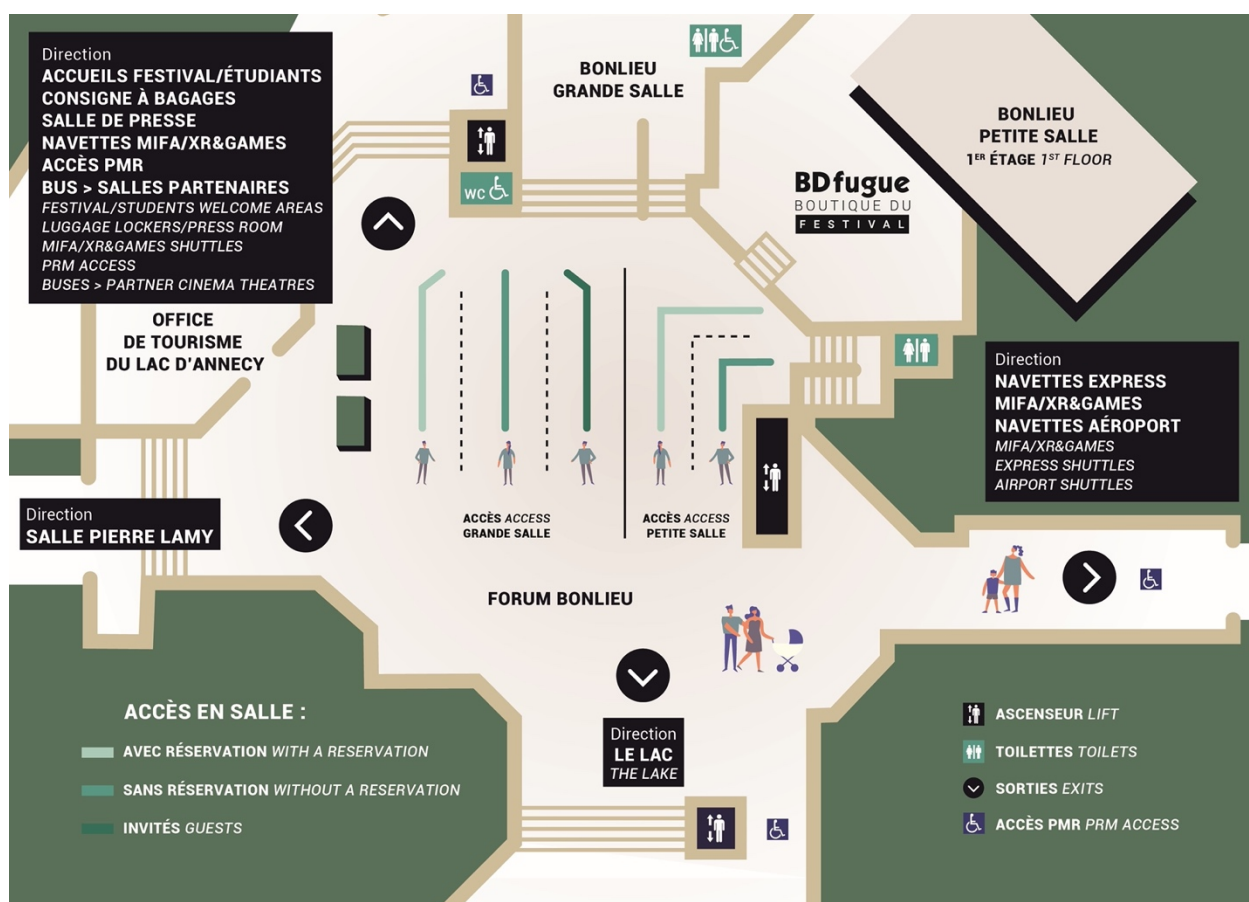 Direction
ACCUEILS FESTIVAL/ÉTUDIANTS
CONSIGNE À BAGAGES
SALLE DE PRESSE
NAVETTES MIFA/XR&GAMES
ACCÈS PMR
BUS > SALLES PARTENAIRES
FESTIVAL/STUDENTS WELCOME AREAS
LUGGAGE LOCKERS/PRESS ROOM
MIFA/XR&GAMES SHUTTLES
PRM ACCESS
BUSES > PARTNER CINEMA THEATRES
BONLIEU
GRANDE SALLE
BONLIEU
PETITE SALLE
1ER ÉTAGE 1ST FLOOR
WC
BDfugue
BOUTIQUE DU
FESTIVAL
OFFICE
DE TOURISME
DU LAC D'ANNECY
Direction
NAVETTES EXPRESS
MIFA/XR&GAMES
NAVETTES AÉROPORT
MIFA/XR&GAMES
EXPRESS SHUTTLES
AIRPORT SHUTTLES
Direction
SALLE PIERRE LAMY
ACCÈS ACCESS
GRANDE SALLE
ACCÈS ACCESS
PETITE SALLE
FORUM BONLIEU
Direction
LE LAC
THE LAKE
ACCÈS EN SALLE :
AVEC RÉSERVATION WITH A RESERVATION
SANS RÉSERVATION WITHOUT A RESERVATION
INVITÉS GUESTS
ASCENSEUR LIFT
TOILETTES TOILETS
SORTIES EXITS
ACCÈS PMR PRM ACCESS